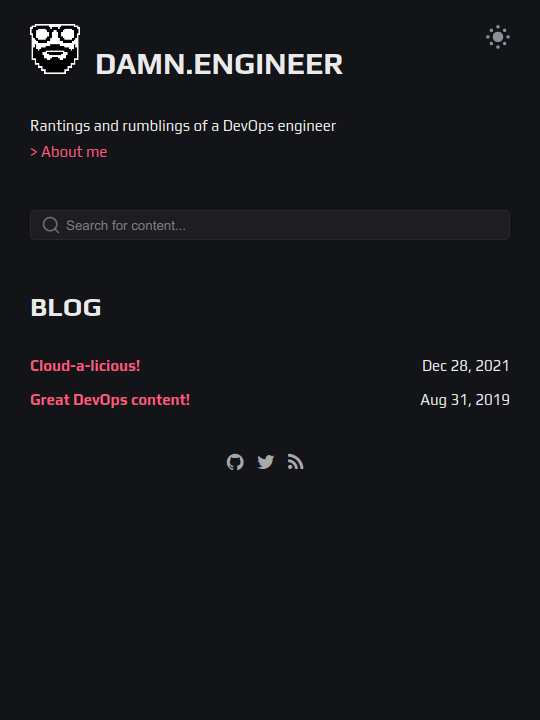 DAMN.ENGINEER
Rantings and rumblings of a DevOps engineer
> About me
Search for content...
BLOG
Cloud-a-licious! Dec 28, 2021
Great DevOps content! Aug 31, 2019